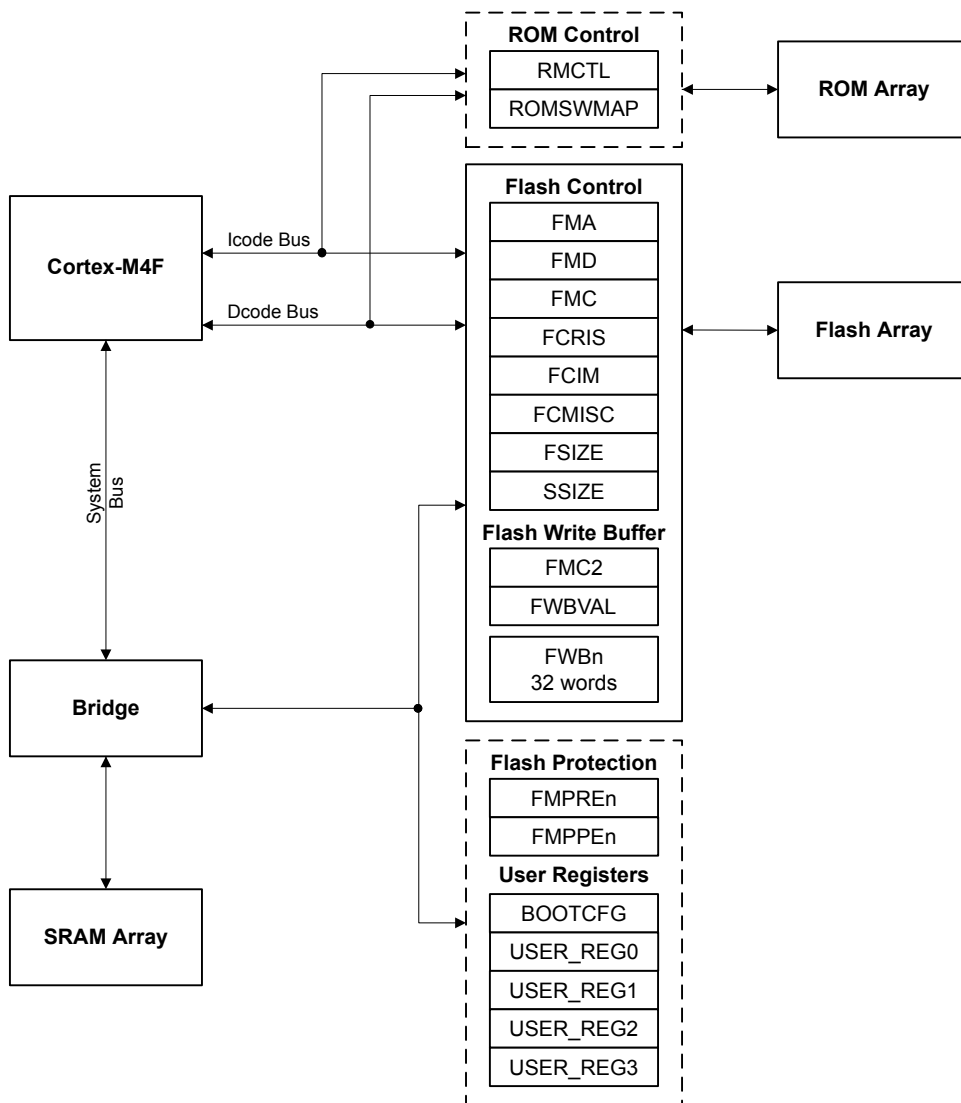 ROM Control
RMCTL
ROMSWMAP
ROM Array
Cortex-M4F
Icode Bus
Dcode Bus
Flash Control
FMA
FMD
FMC
FCRIS
FCIM
FCMISC
FSIZE
SSIZE
Flash Array
System
Bus
Flash Write Buffer
FMC2
FWBVAL
FWBn
32 words
Bridge
Flash Protection
FMPREn
FMPPEn
User Registers
BOOTCFG
USER_REG0
USER_REG1
USER_REG2
USER_REG3
SRAM Array